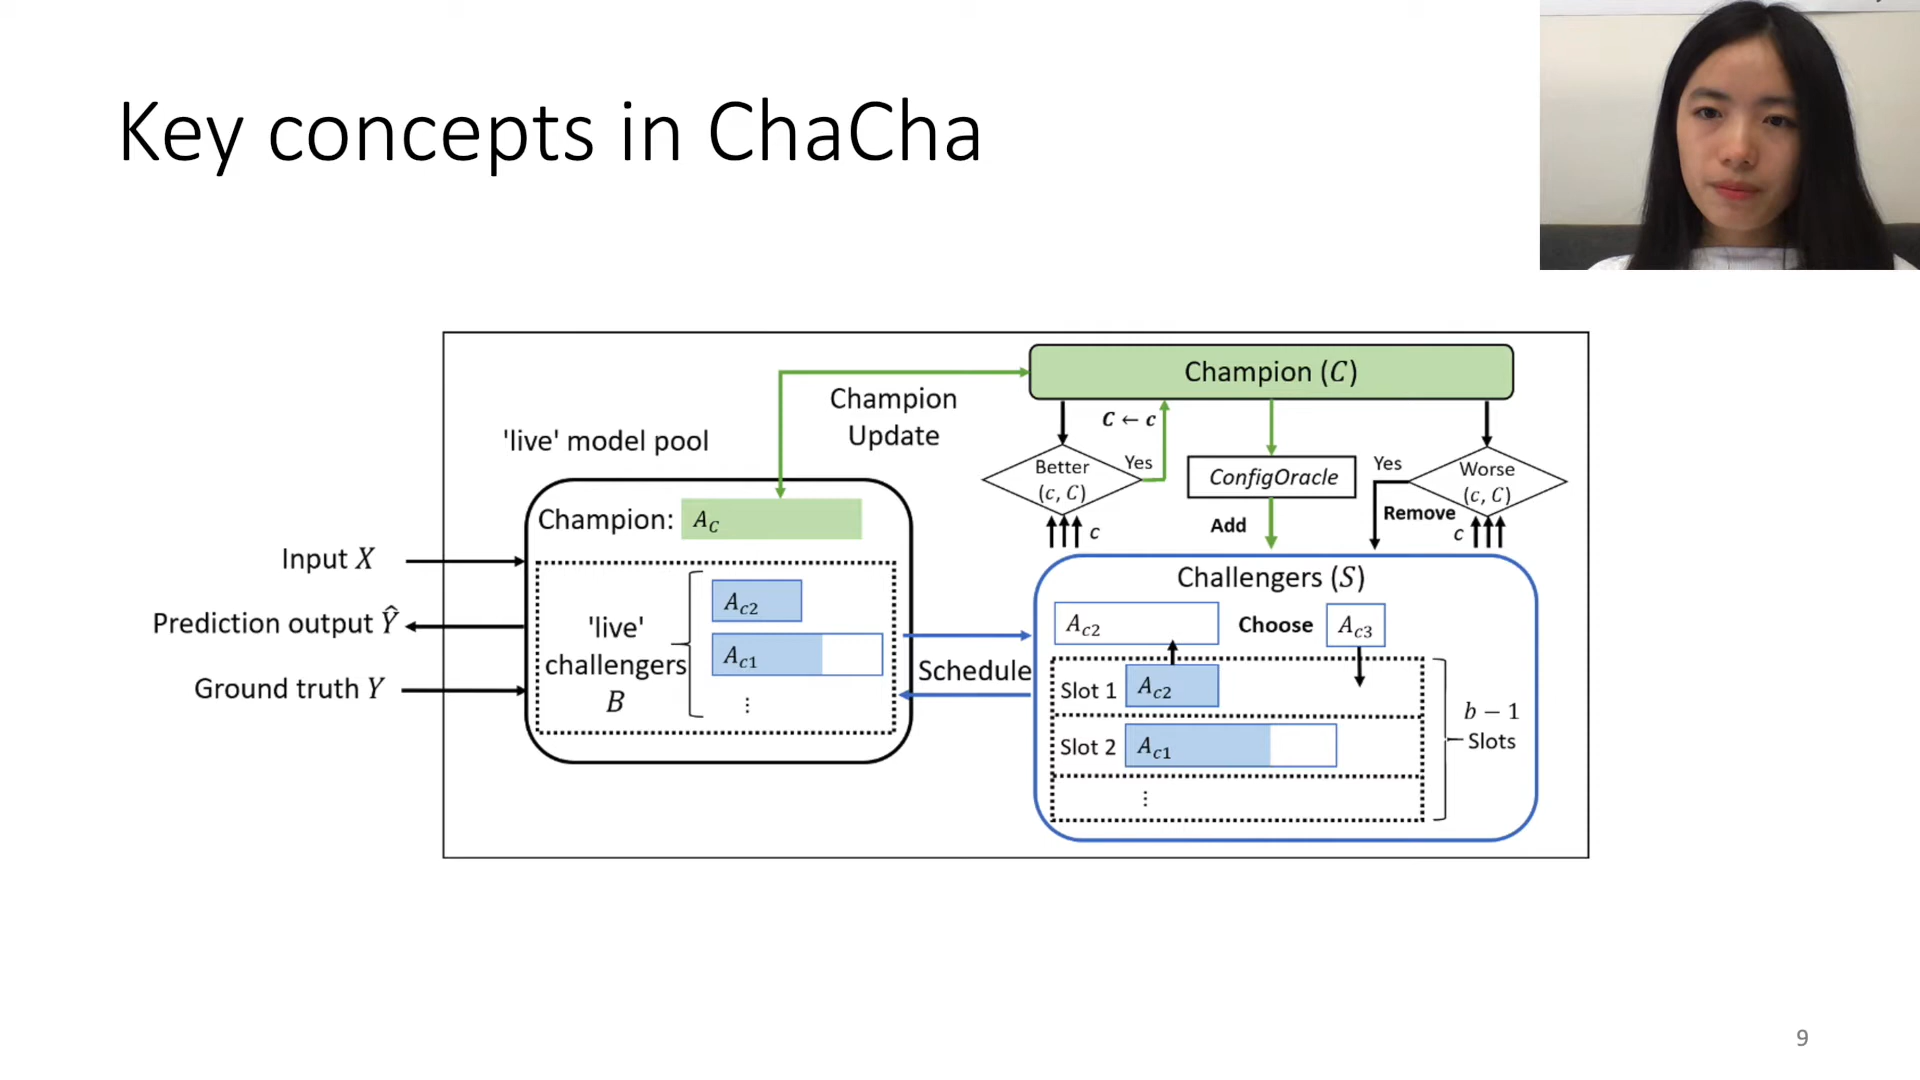 Key concepts in ChaCha
Champion (C)
Champion
Update
C ← c
'live' model pool
Better
(c, C)
Yes
ConfigOracle
Yes
Worse
(c, C)
Champion: A_C
Add
Remove
c
c
Input X
Prediction output Ŷ
Ground truth Y
'live'
challengers
B
A_c2
A_c1
⋮
Schedule
Challengers (S)
A_c2
Choose
A_c3
Slot 1 A_c2
Slot 2 A_c1
⋮
b − 1
Slots
9